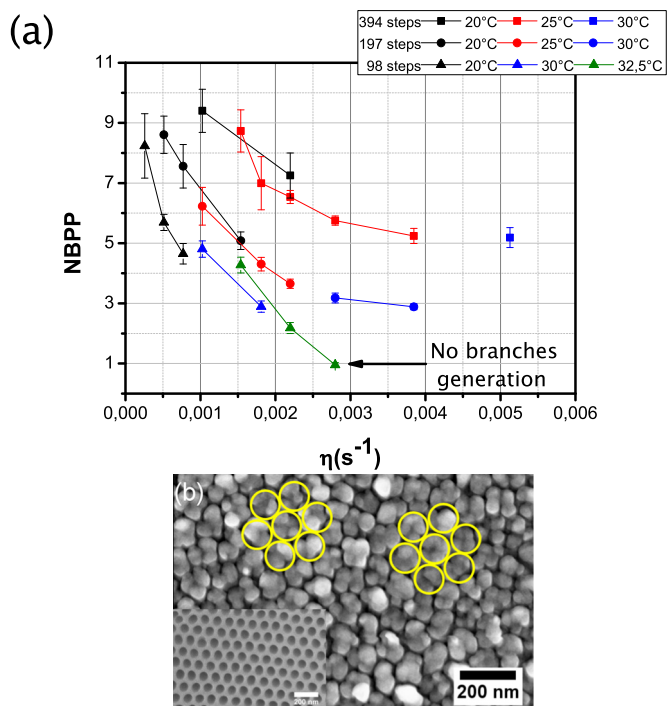 (a)
394 steps 20°C 25°C 30°C
197 steps 20°C 25°C 30°C
98 steps 20°C 30°C 32,5°C
11
9
7
5
3
1
NBPP
No branches
generation
0,000 0,001 0,002 0,003 0,004 0,005 0,006
η(s⁻¹)
(b)
200 nm
200 nm